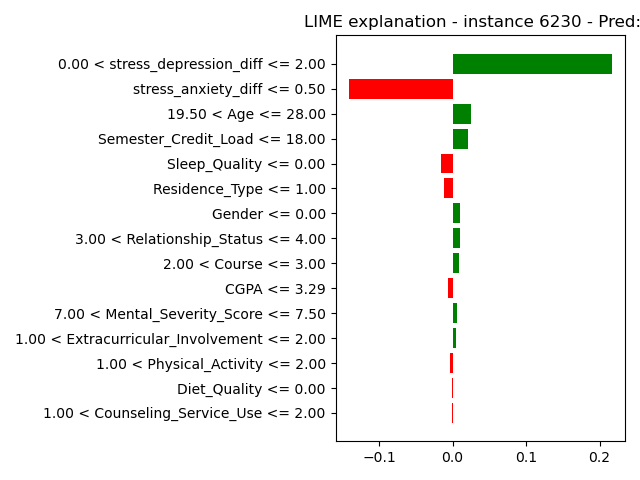 LIME explanation - instance 6230 - Pred:
0.00 < stress_depression_diff <= 2.00
stress_anxiety_diff <= 0.50
19.50 < Age <= 28.00
Semester_Credit_Load <= 18.00
Sleep_Quality <= 0.00
Residence_Type <= 1.00
Gender <= 0.00
3.00 < Relationship_Status <= 4.00
2.00 < Course <= 3.00
CGPA <= 3.29
7.00 < Mental_Severity_Score <= 7.50
1.00 < Extracurricular_Involvement <= 2.00
1.00 < Physical_Activity <= 2.00
Diet_Quality <= 0.00
1.00 < Counseling_Service_Use <= 2.00
−0.1 0.0 0.1 0.2